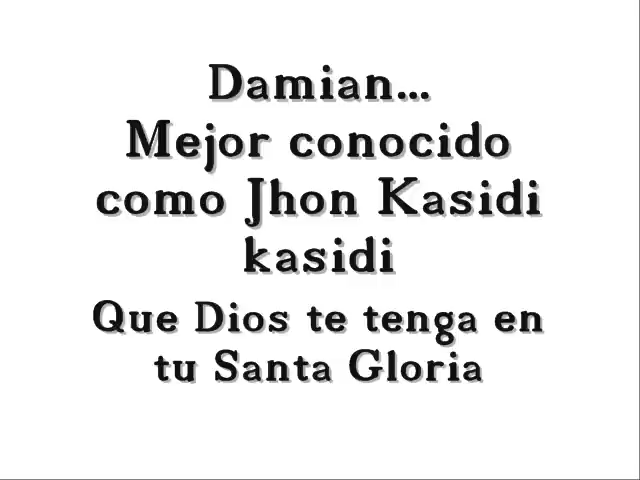 Damian...
Mejor conocido
como Jhon Kasidi
kasidi
Que Dios te tenga en
tu Santa Gloria